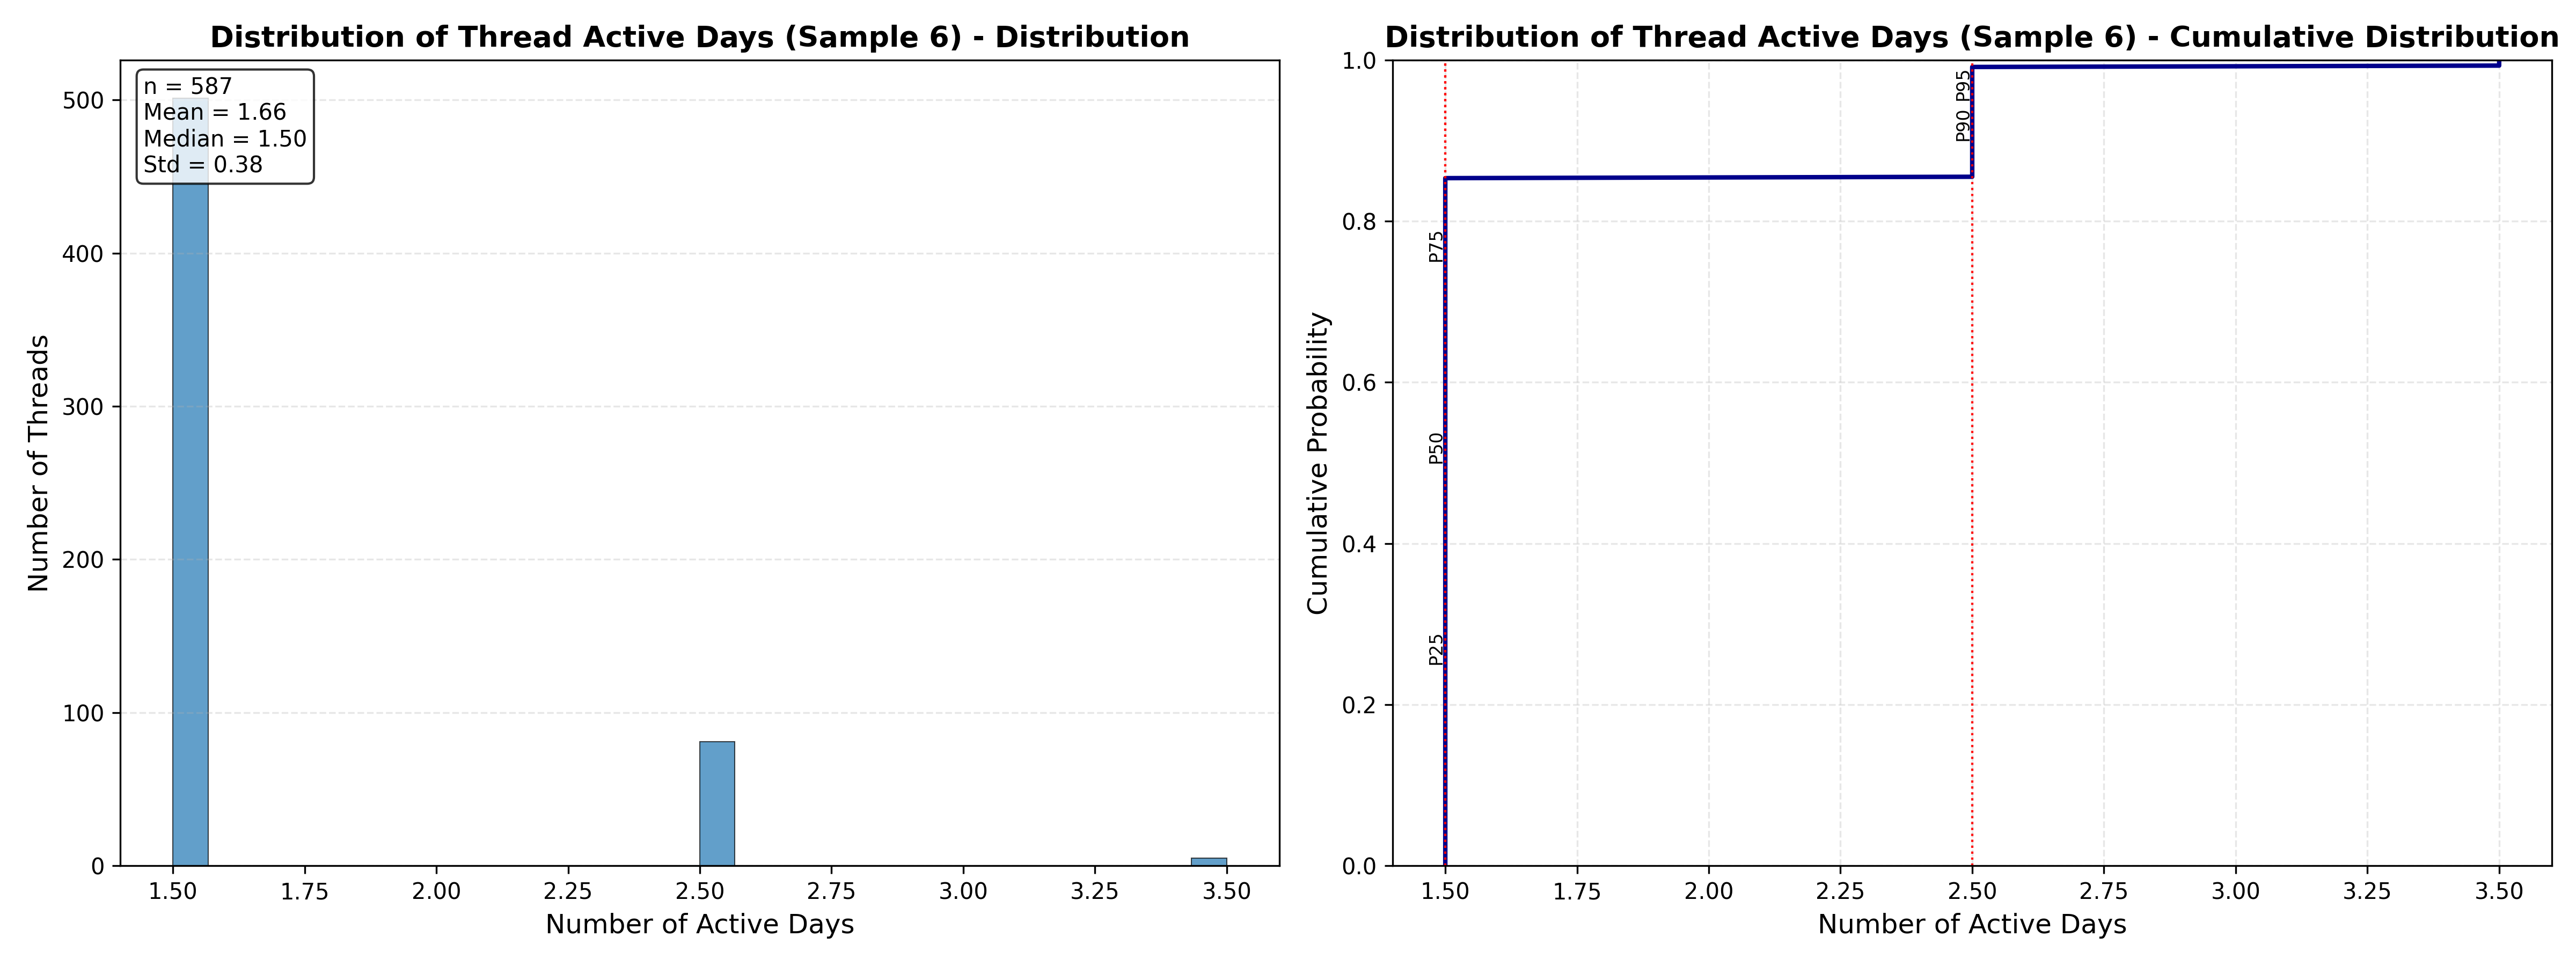 Distribution of Thread Active Days (Sample 6) - Distribution
n = 587
Mean = 1.66
Median = 1.50
Std = 0.38
Number of Threads
500
400
300
200
100
0
1.50 1.75 2.00 2.25 2.50 2.75 3.00 3.25 3.50
Number of Active Days
Distribution of Thread Active Days (Sample 6) - Cumulative Distribution
Cumulative Probability
1.0
0.8
0.6
0.4
0.2
0.0
P95
P90
P75
P50
P25
1.50 1.75 2.00 2.25 2.50 2.75 3.00 3.25 3.50
Number of Active Days